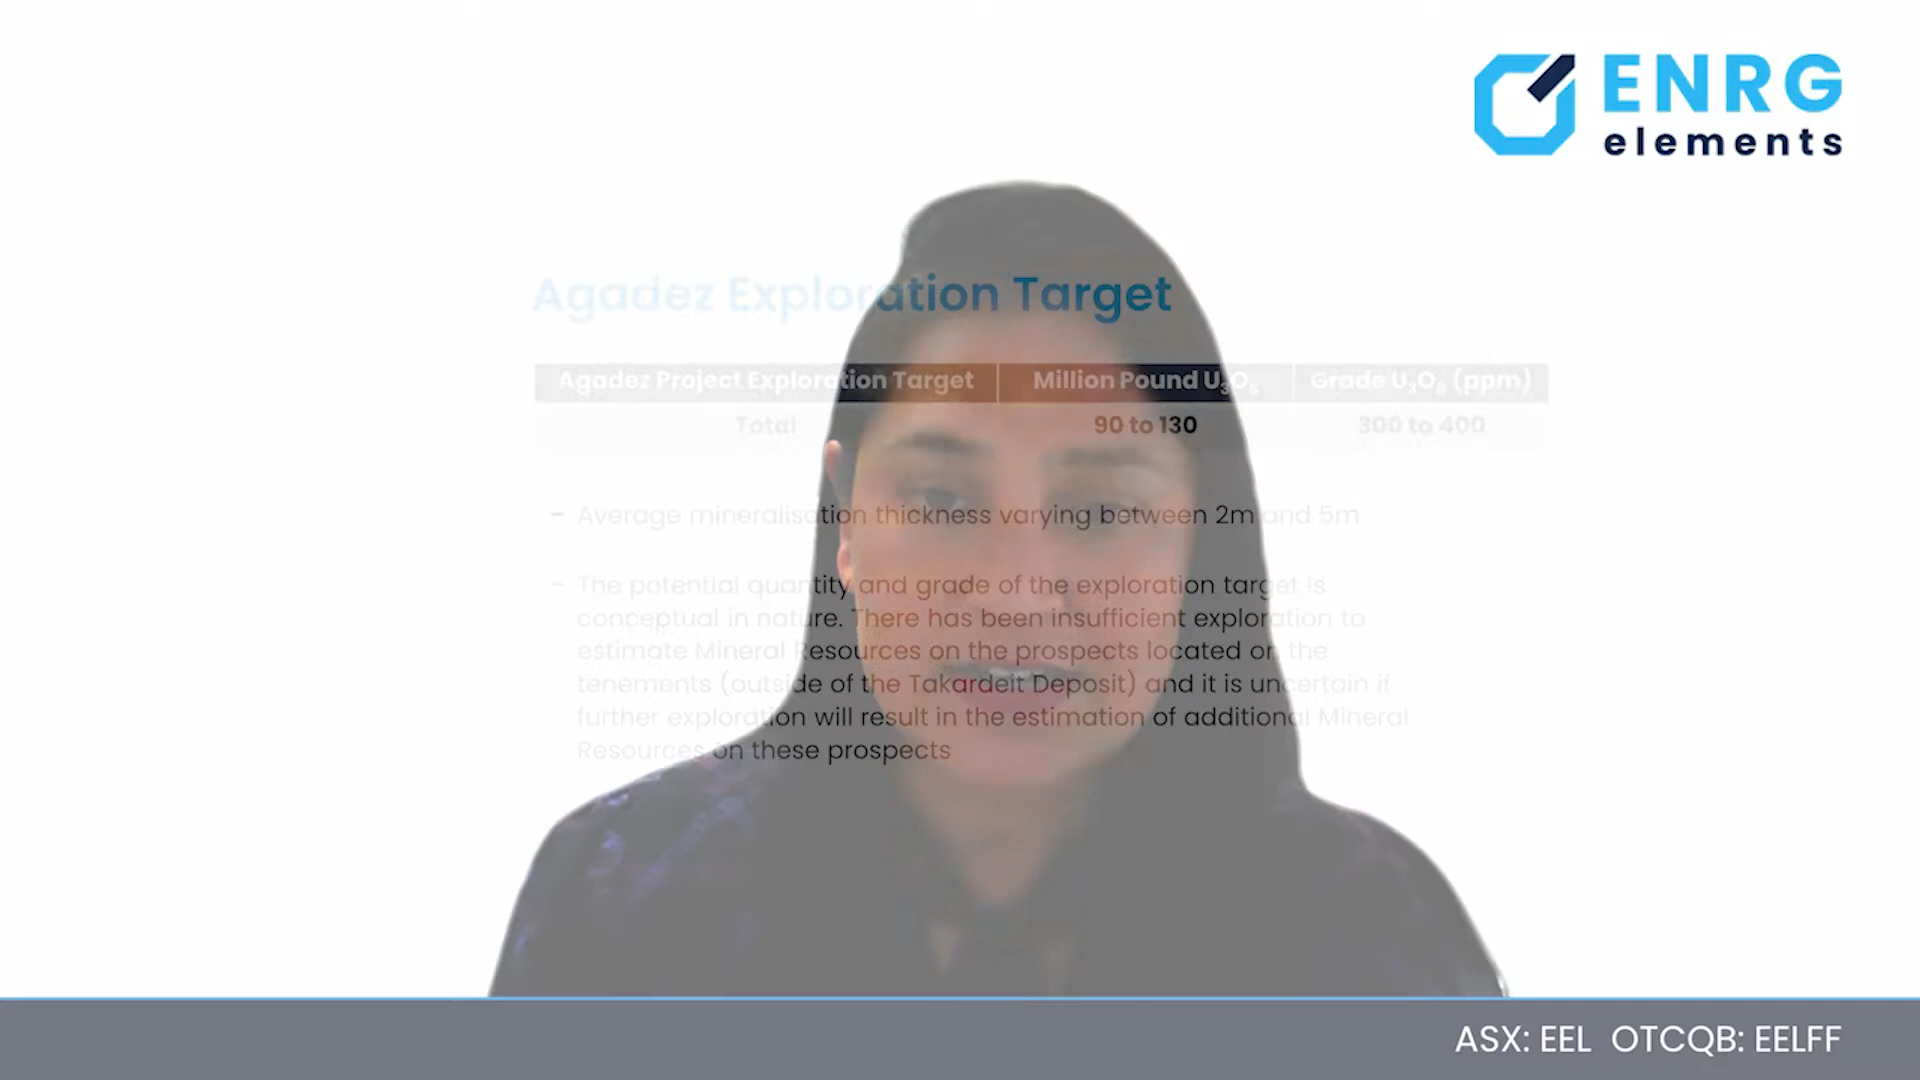 ENRG
elements
Agadez Exploration Target
Agadez Project Exploration Target Million Pound U₃O₈ Grade U₃O₈ (ppm)
Total 90 to 130 300 to 400
– Average mineralisation thickness varying between 2m and 5m
– The potential quantity and grade of the exploration target is
conceptual in nature. There has been insufficient exploration to
estimate Mineral Resources on the prospects located on the
tenements (outside of the Takardeit Deposit) and it is uncertain if
further exploration will result in the estimation of additional Mineral
Resources on these prospects
ASX: EEL OTCQB: EELFF